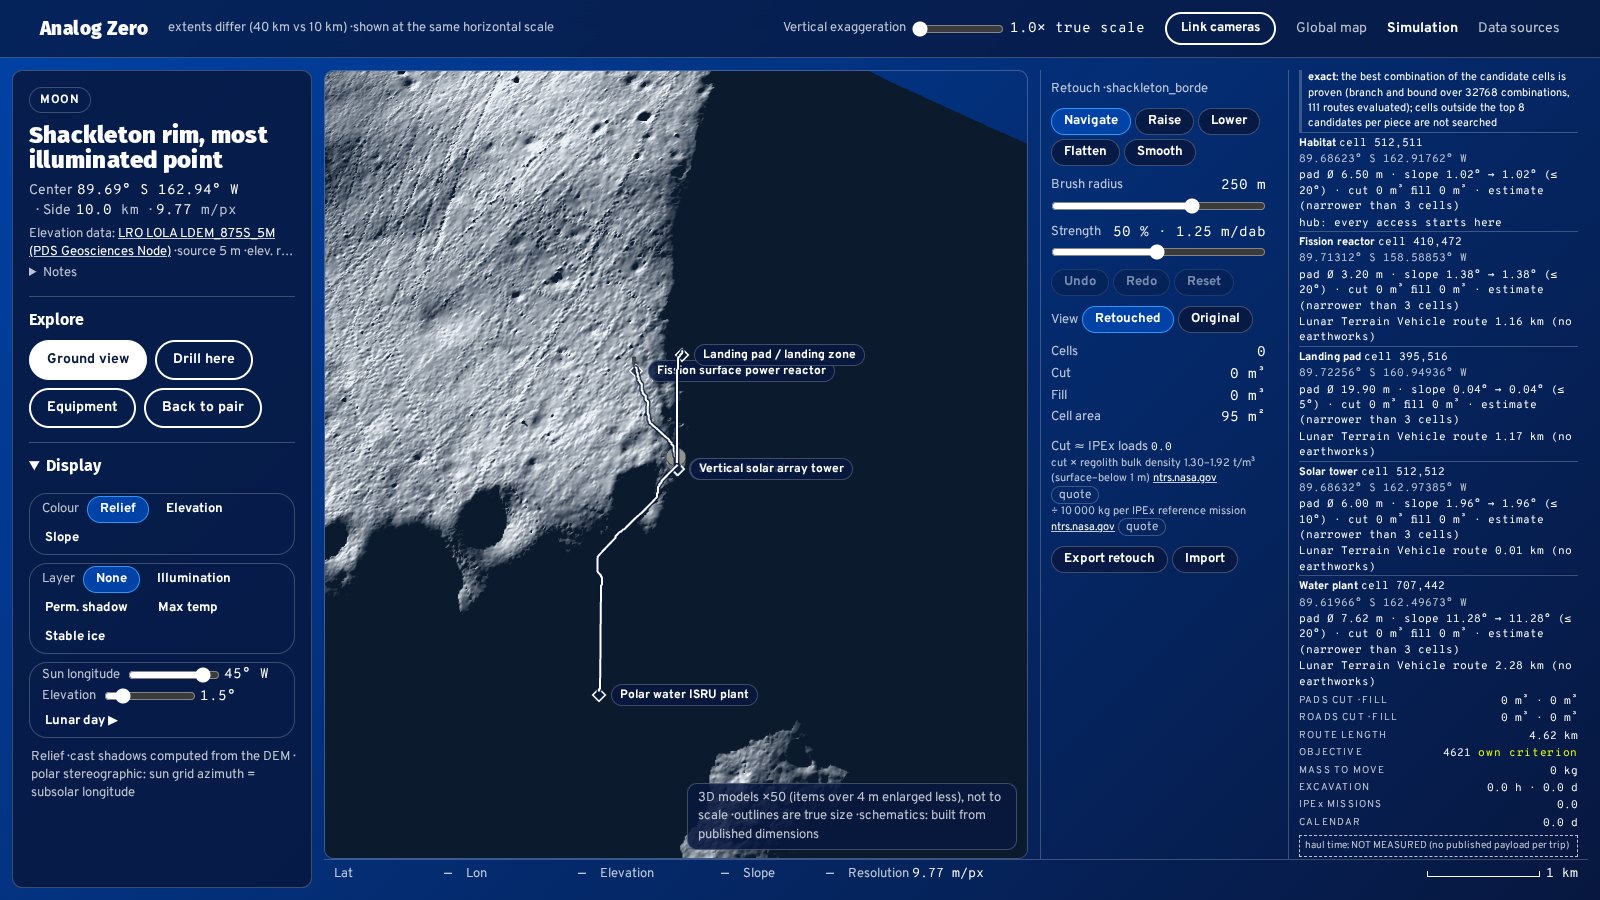 Analog Zero
extents differ (40 km vs 10 km) ·shown at the same horizontal scale
Vertical exaggeration 1.0× true scale
Link cameras
Global map
Simulation
Data sources
MOON
Shackleton rim, most
illuminated point
Center 89.69° S 162.94° W
·Side 10.0 km ·9.77 m/px
Elevation data: LRO LOLA LDEM_875S_5M
(PDS Geosciences Node) ·source 5 m ·elev. r…
▶ Notes
Explore
Ground view
Drill here
Equipment
Back to pair
▼ Display
Colour Relief Elevation
Slope
Layer None Illumination
Perm. shadow Max temp
Stable ice
Sun longitude 45° W
Elevation 1.5°
Lunar day ▶
Relief ·cast shadows computed from the DEM ·
polar stereographic: sun grid azimuth =
subsolar longitude
Landing pad / landing zone
Fission surface power reactor
Vertical solar array tower
Polar water ISRU plant
3D models ×50 (items over 4 m enlarged less), not to
scale ·outlines are true size ·schematics: built from
published dimensions
Lat — Lon — Elevation — Slope — Resolution 9.77 m/px
1 km
Retouch ·shackleton_borde
Navigate Raise Lower
Flatten Smooth
Brush radius 250 m
Strength 50 % · 1.25 m/dab
Undo Redo Reset
View Retouched Original
Cells 0
Cut 0 m³
Fill 0 m³
Cell area 95 m²
Cut ≈ IPEx loads 0.0
cut × regolith bulk density 1.30–1.92 t/m³
(surface–below 1 m) ntrs.nasa.gov
quote
÷ 10 000 kg per IPEx reference mission
ntrs.nasa.gov quote
Export retouch Import
exact: the best combination of the candidate cells is
proven (branch and bound over 32768 combinations,
111 routes evaluated); cells outside the top 8
candidates per piece are not searched
Habitat cell 512,511
89.68623° S 162.91762° W
pad Ø 6.50 m · slope 1.02° → 1.02° (≤
20°) · cut 0 m³ fill 0 m³ · estimate
(narrower than 3 cells)
hub: every access starts here
Fission reactor cell 410,472
89.71312° S 158.58853° W
pad Ø 3.20 m · slope 1.38° → 1.38° (≤
20°) · cut 0 m³ fill 0 m³ · estimate
(narrower than 3 cells)
Lunar Terrain Vehicle route 1.16 km (no
earthworks)
Landing pad cell 395,516
89.72256° S 160.94936° W
pad Ø 19.90 m · slope 0.04° → 0.04° (≤
5°) · cut 0 m³ fill 0 m³ · estimate
(narrower than 3 cells)
Lunar Terrain Vehicle route 1.17 km (no
earthworks)
Solar tower cell 512,512
89.68632° S 162.97385° W
pad Ø 6.00 m · slope 1.96° → 1.96° (≤
10°) · cut 0 m³ fill 0 m³ · estimate
(narrower than 3 cells)
Lunar Terrain Vehicle route 0.01 km (no
earthworks)
Water plant cell 707,442
89.61966° S 162.49673° W
pad Ø 7.62 m · slope 11.28° → 11.28° (≤
20°) · cut 0 m³ fill 0 m³ · estimate
(narrower than 3 cells)
Lunar Terrain Vehicle route 2.28 km (no
earthworks)
PADS CUT ·FILL 0 m³ · 0 m³
ROADS CUT ·FILL 0 m³ · 0 m³
ROUTE LENGTH 4.62 km
OBJECTIVE 4621 own criterion
MASS TO MOVE 0 kg
EXCAVATION 0.0 h · 0.0 d
IPEx MISSIONS 0.0
CALENDAR 0.0 d
haul time: NOT MEASURED (no published payload per trip)